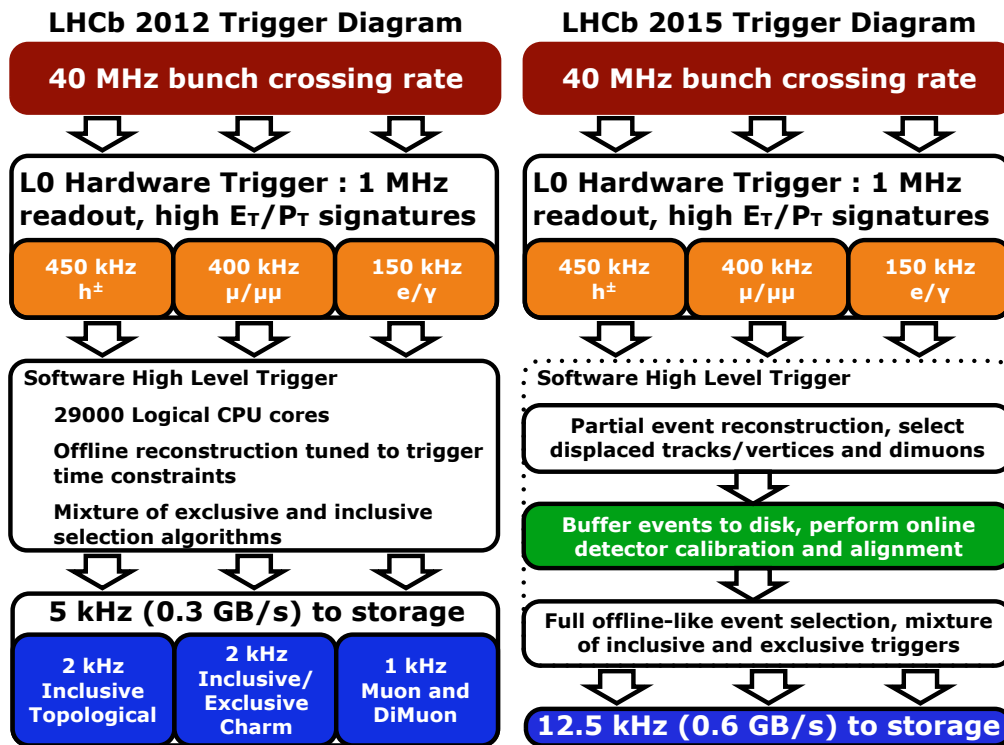 LHCb 2012 Trigger Diagram
40 MHz bunch crossing rate
L0 Hardware Trigger : 1 MHz
readout, high ET/PT signatures
450 kHz
h±
400 kHz
µ/µµ
150 kHz
e/γ
Software High Level Trigger
29000 Logical CPU cores
Offline reconstruction tuned to trigger
time constraints
Mixture of exclusive and inclusive
selection algorithms
5 kHz (0.3 GB/s) to storage
2 kHz
Inclusive
Topological
2 kHz
Inclusive/
Exclusive
Charm
1 kHz
Muon and
DiMuon
LHCb 2015 Trigger Diagram
40 MHz bunch crossing rate
L0 Hardware Trigger : 1 MHz
readout, high ET/PT signatures
450 kHz
h±
400 kHz
µ/µµ
150 kHz
e/γ
Software High Level Trigger
Partial event reconstruction, select
displaced tracks/vertices and dimuons
Buffer events to disk, perform online
detector calibration and alignment
Full offline-like event selection, mixture
of inclusive and exclusive triggers
12.5 kHz (0.6 GB/s) to storage